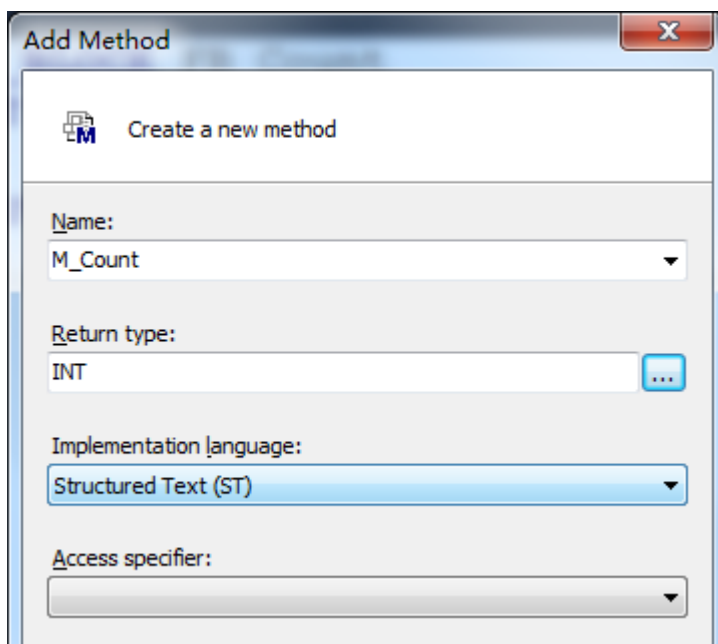 Add Method
Create a new method
Name:
M_Count
Return type:
INT
...
Implementation language:
Structured Text (ST)
Access specifier: